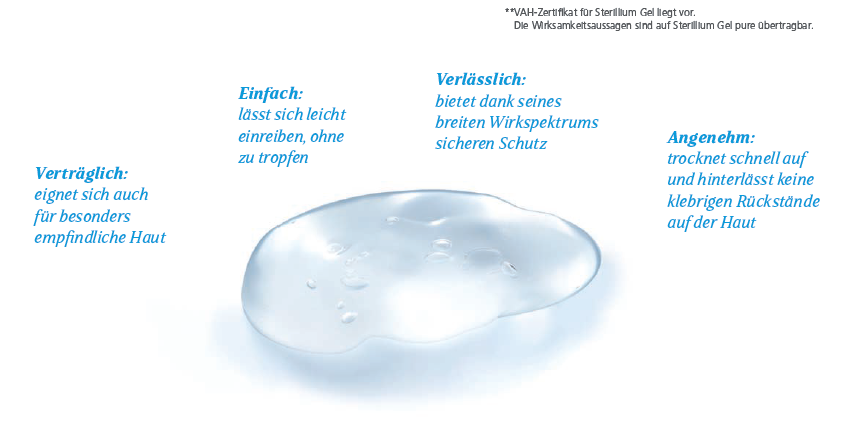 **VAH-Zertifikat für Sterillium Gel liegt vor.
Die Wirksamkeitsaussagen sind auf Sterillium Gel pure übertragbar.
Verträglich:
eignet sich auch
für besonders
empfindliche Haut
Einfach:
lässt sich leicht
einreiben, ohne
zu tropfen
Verlässlich:
bietet dank seines
breiten Wirkspektrums
sicheren Schutz
Angenehm:
trocknet schnell auf
und hinterlässt keine
klebrigen Rückstände
auf der Haut